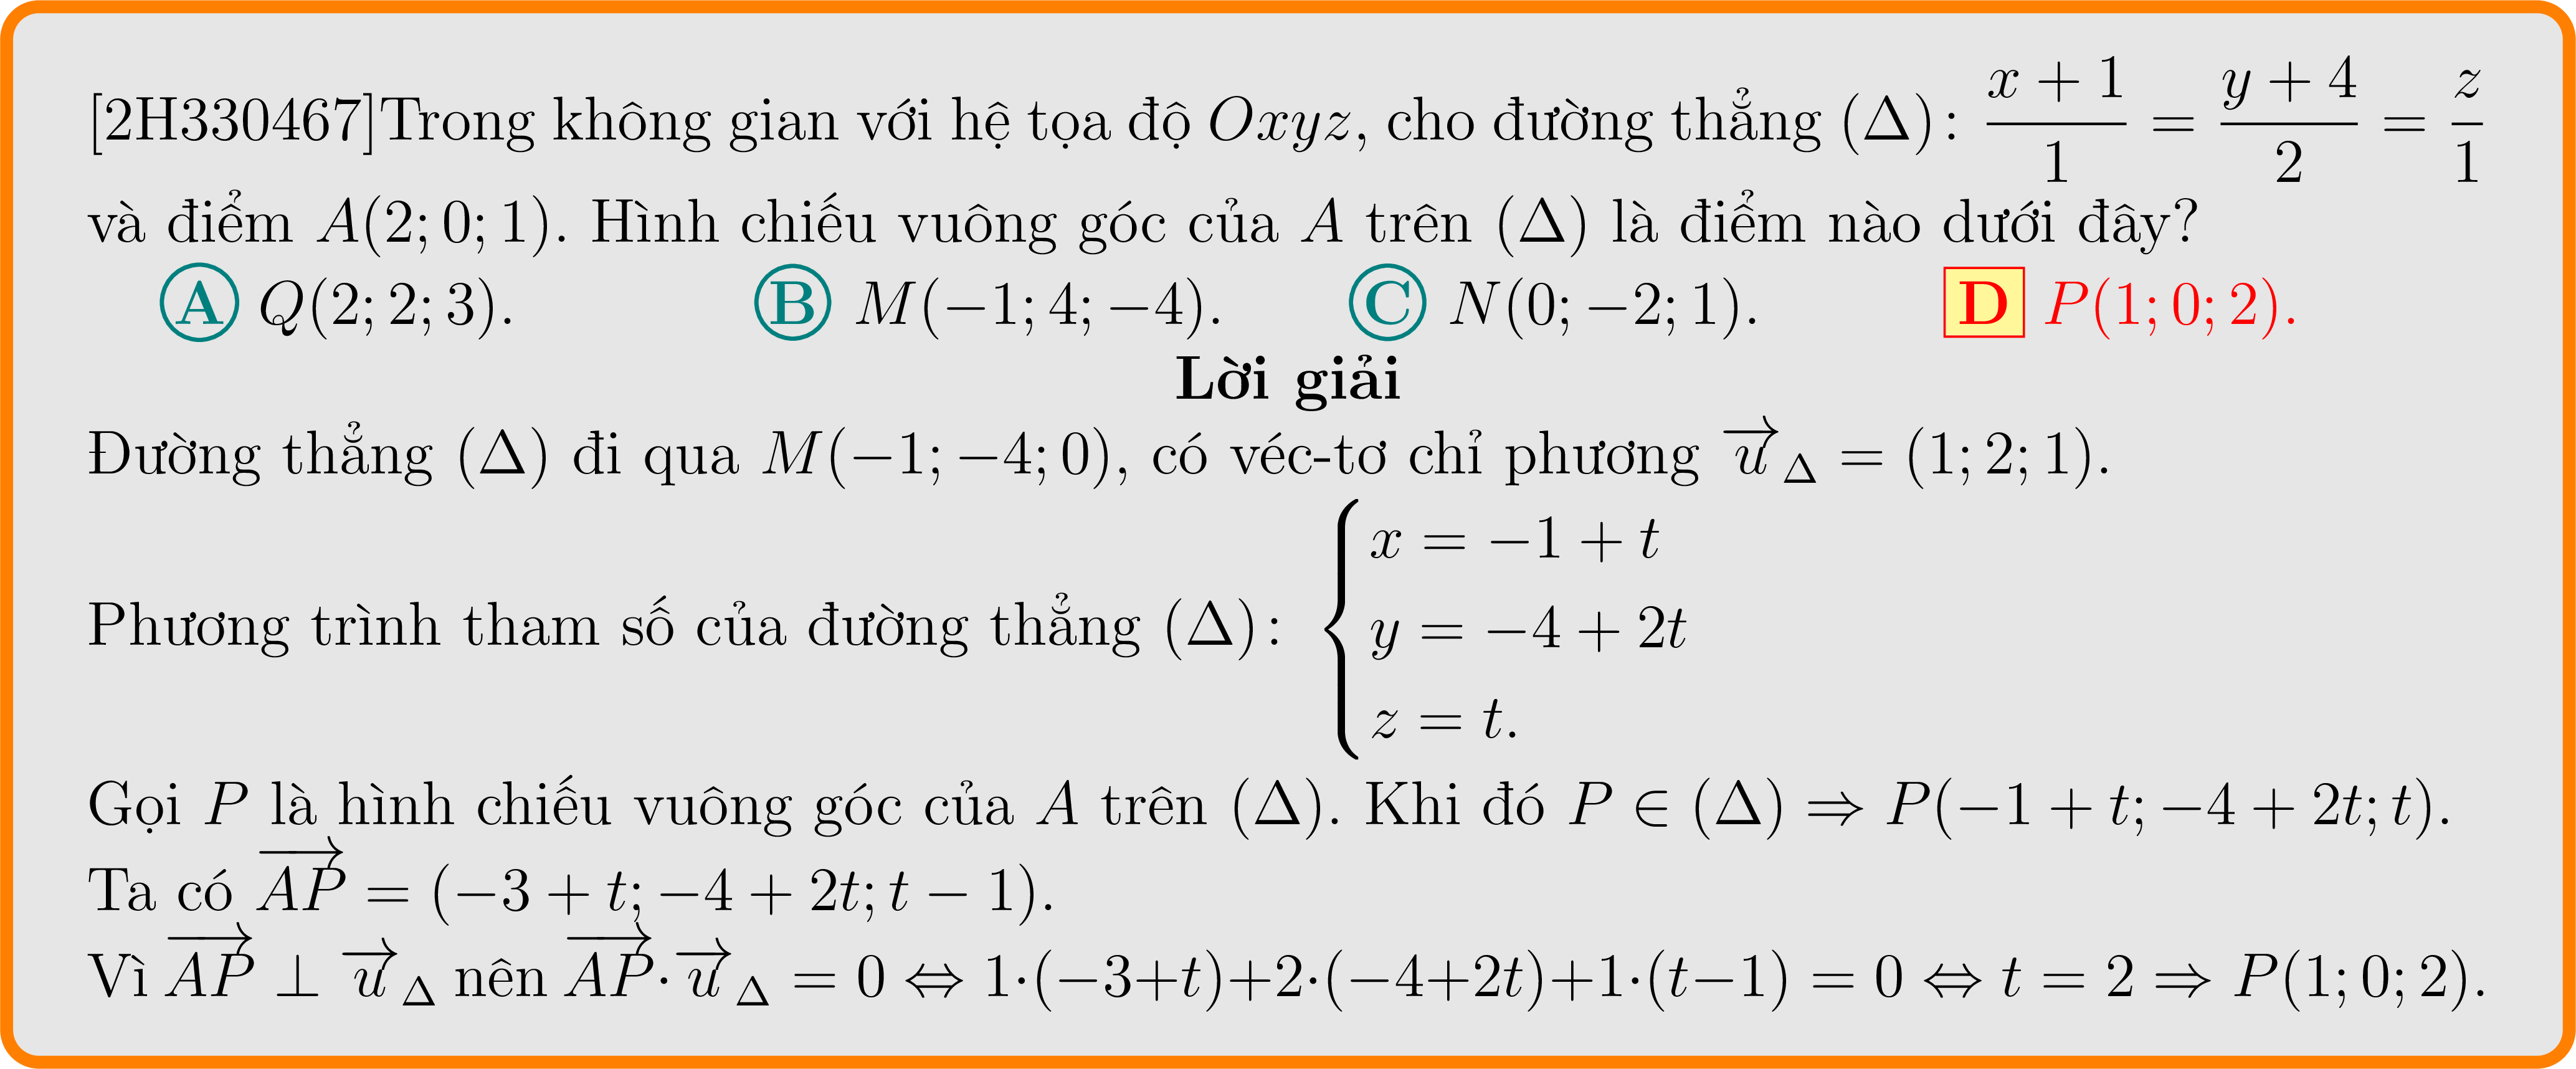 [2H330467]Trong không gian với hệ tọa độ $Oxyz$, cho đường thẳng $(\Delta)\colon \dfrac{x+1}{1} = \dfrac{y+4}{2} = \dfrac{z}{1}$
và điểm $A(2;0;1)$. Hình chiếu vuông góc của $A$ trên $(\Delta)$ là điểm nào dưới đây?
A $Q(2;2;3)$. B $M(-1;4;-4)$. C $N(0;-2;1)$. D $P(1;0;2)$.
Lời giải
Đường thẳng $(\Delta)$ đi qua $M(-1;-4;0)$, có véc-tơ chỉ phương $\overrightarrow{u}_{\Delta} = (1;2;1)$.
Phương trình tham số của đường thẳng $(\Delta)\colon \begin{cases} x = -1+t \\ y = -4+2t \\ z = t. \end{cases}$
Gọi $P$ là hình chiếu vuông góc của $A$ trên $(\Delta)$. Khi đó $P \in (\Delta) \Rightarrow P(-1+t;-4+2t;t)$.
Ta có $\overrightarrow{AP} = (-3+t;-4+2t;t-1)$.
Vì $\overrightarrow{AP} \perp \overrightarrow{u}_{\Delta}$ nên $\overrightarrow{AP} \cdot \overrightarrow{u}_{\Delta} = 0 \Leftrightarrow 1\cdot(-3+t)+2\cdot(-4+2t)+1\cdot(t-1) = 0 \Leftrightarrow t = 2 \Rightarrow P(1;0;2)$.